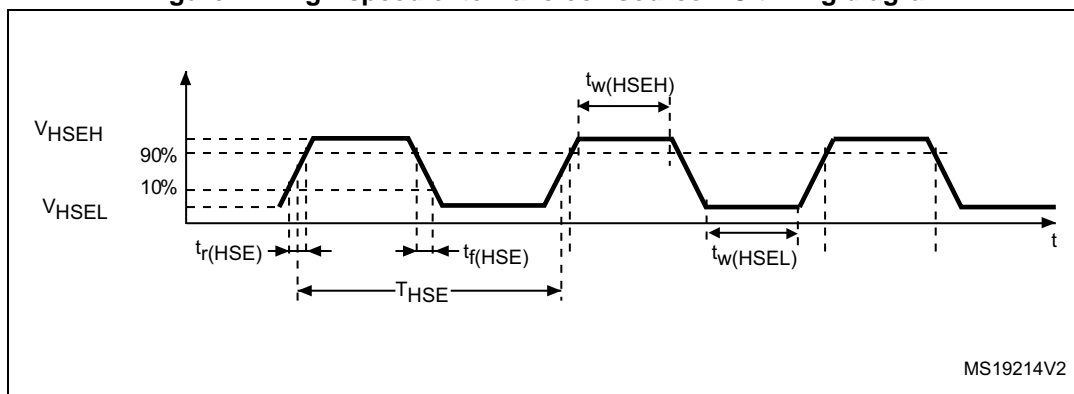 tw(HSEH)
VHSEH
90%
10%
VHSEL
t
tr(HSE)
tf(HSE)
tw(HSEL)
THSE
MS19214V2